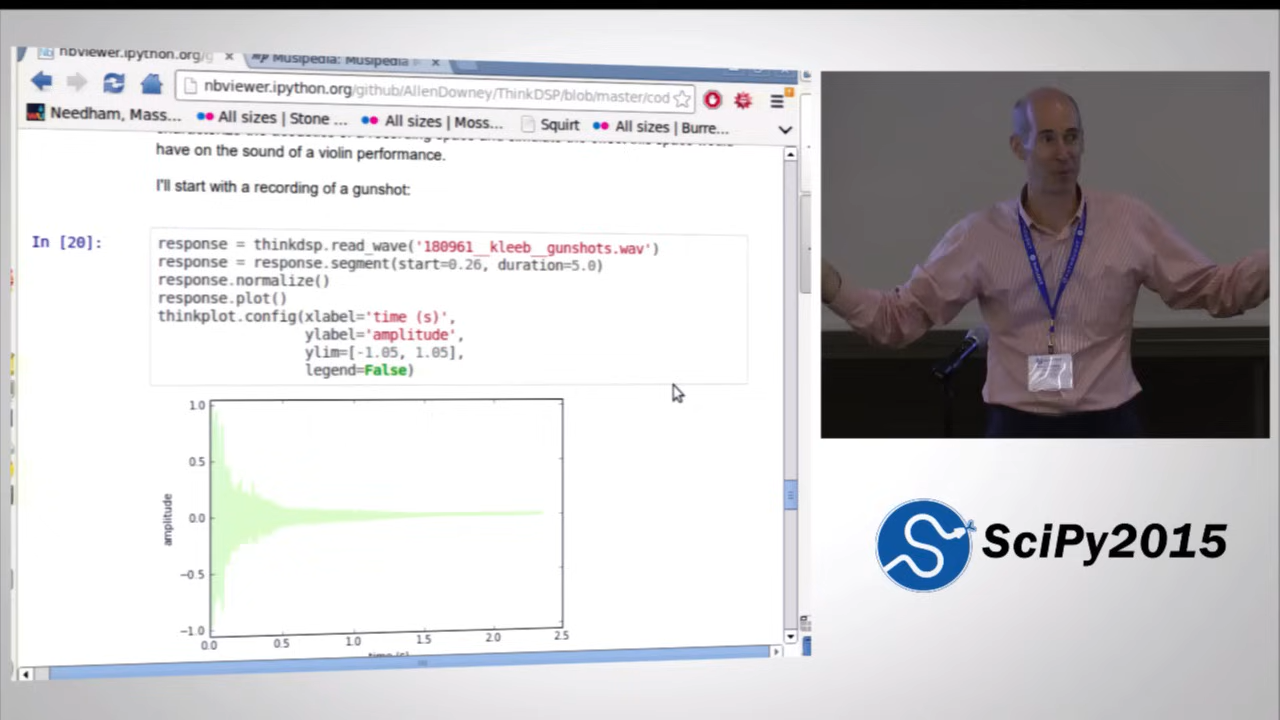 nbviewer.ipython.org/g
Musipedia: Musipedia
nbviewer.ipython.org/github/AllenDowney/ThinkDSP/blob/master/cod
Needham, Mass...
All sizes | Stone ...
All sizes | Moss...
Squirt
All sizes | Burre...
have on the sound of a violin performance.
I'll start with a recording of a gunshot:
In [20]:
response = thinkdsp.read_wave('180961__kleeb__gunshots.wav')
response = response.segment(start=0.26, duration=5.0)
response.normalize()
response.plot()
thinkplot.config(xlabel='time (s)',
ylabel='amplitude',
ylim=[-1.05, 1.05],
legend=False)
1.0
0.5
0.0
−0.5
−1.0
amplitude
0.0 0.5 1.0 1.5 2.0 2.5
time (s)
SciPy2015